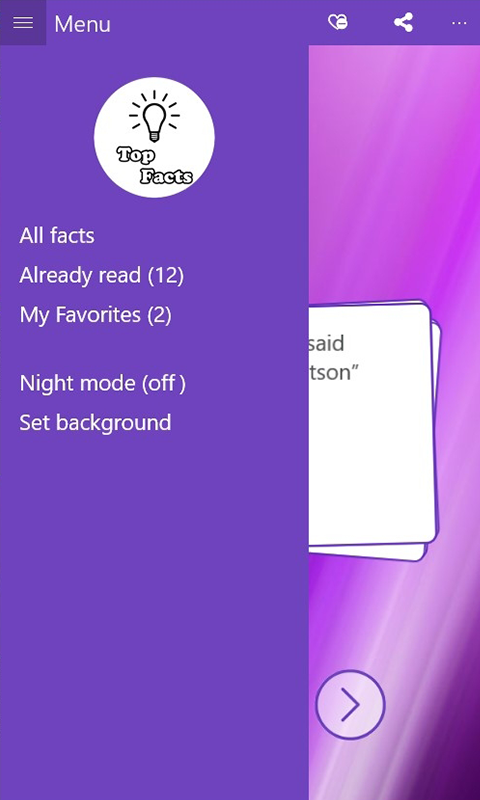 Menu
Top
Facts
All facts
Already read (12)
My Favorites (2)
Night mode (off)
Set background
said
tson”